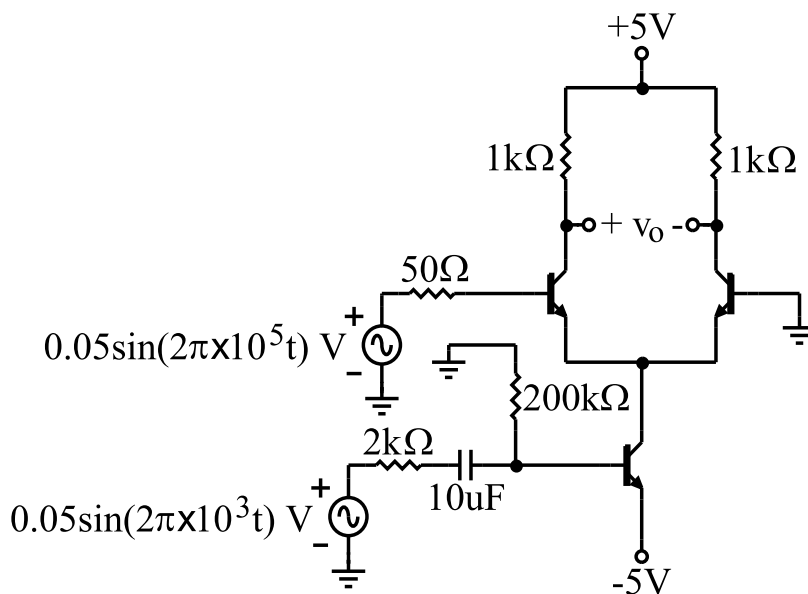 +5V
1kΩ
1kΩ
+ vo -
50Ω
+
0.05sin(2πx10⁵t) V
-
200kΩ
2kΩ
10uF
+
0.05sin(2πx10³t) V
-
-5V